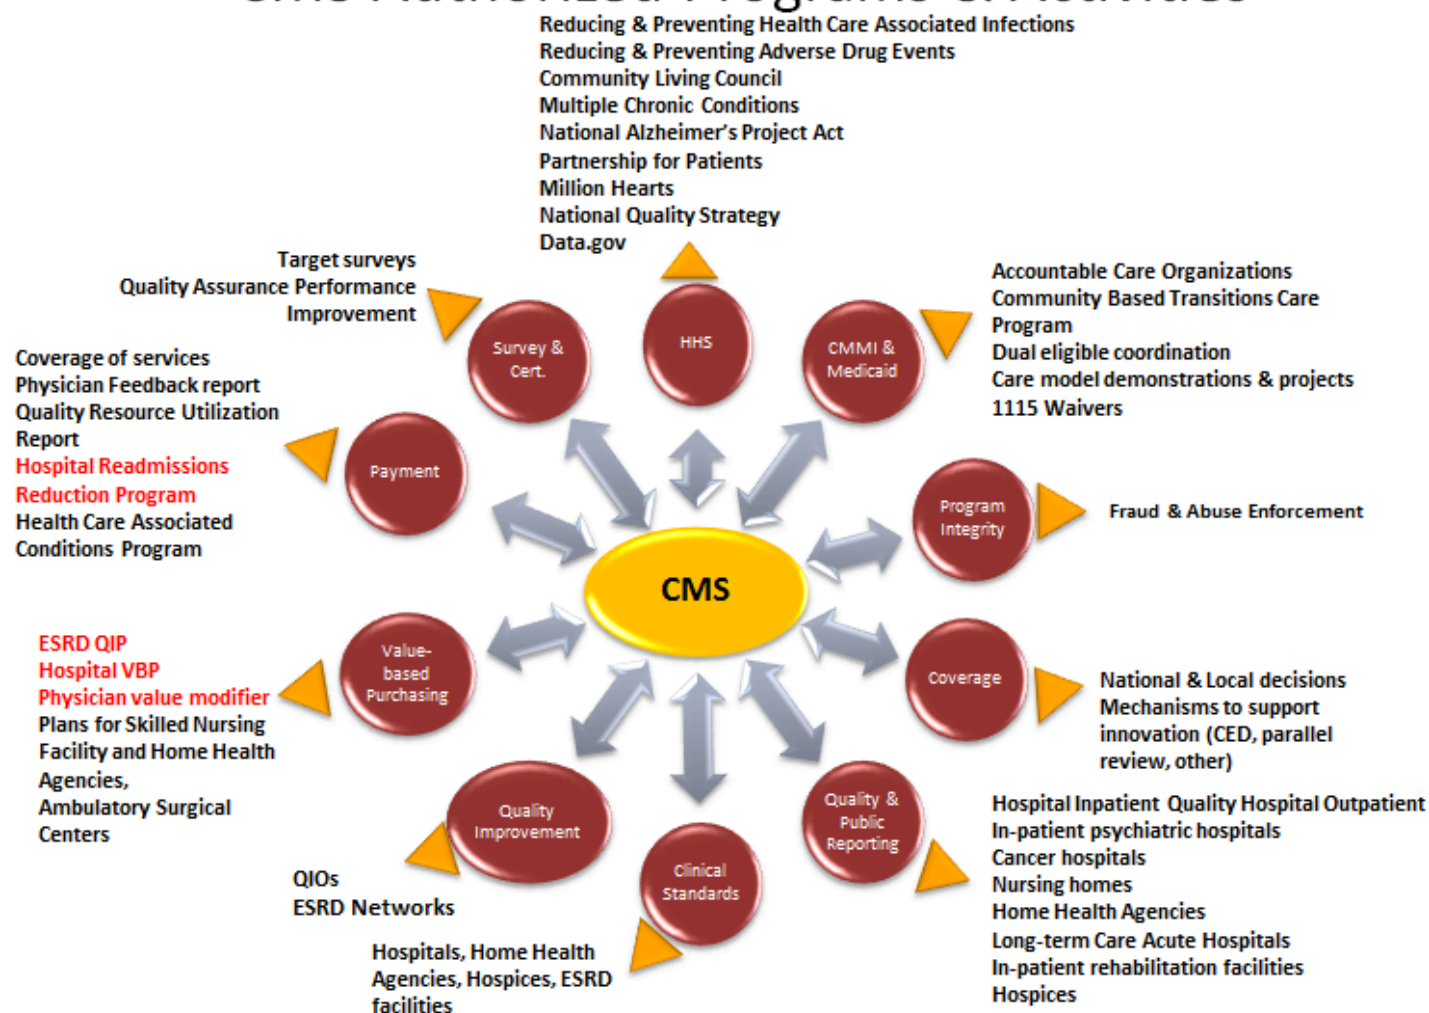 CMS Authorized Programs & Activities
Reducing & Preventing Health Care Associated Infections
Reducing & Preventing Adverse Drug Events
Community Living Council
Multiple Chronic Conditions
National Alzheimer's Project Act
Partnership for Patients
Million Hearts
National Quality Strategy
Data.gov
Target surveys
Quality Assurance Performance
Improvement
Accountable Care Organizations
Community Based Transitions Care
Program
Dual eligible coordination
Care model demonstrations & projects
1115 Waivers
Survey &
Cert.
HHS
CMMI &
Medicaid
Coverage of services
Physician Feedback report
Quality Resource Utilization
Report
Hospital Readmissions
Reduction Program
Health Care Associated
Conditions Program
Payment
Program
Integrity
Fraud & Abuse Enforcement
CMS
ESRD QIP
Hospital VBP
Physician value modifier
Plans for Skilled Nursing
Facility and Home Health
Agencies,
Ambulatory Surgical
Centers
Value-
based
Purchasing
Coverage
National & Local decisions
Mechanisms to support
innovation (CED, parallel
review, other)
Quality
Improvement
Quality &
Public
Reporting
Clinical
Standards
QIOs
ESRD Networks
Hospitals, Home Health
Agencies, Hospices, ESRD
facilities
Hospital Inpatient Quality Hospital Outpatient
In-patient psychiatric hospitals
Cancer hospitals
Nursing homes
Home Health Agencies
Long-term Care Acute Hospitals
In-patient rehabilitation facilities
Hospices